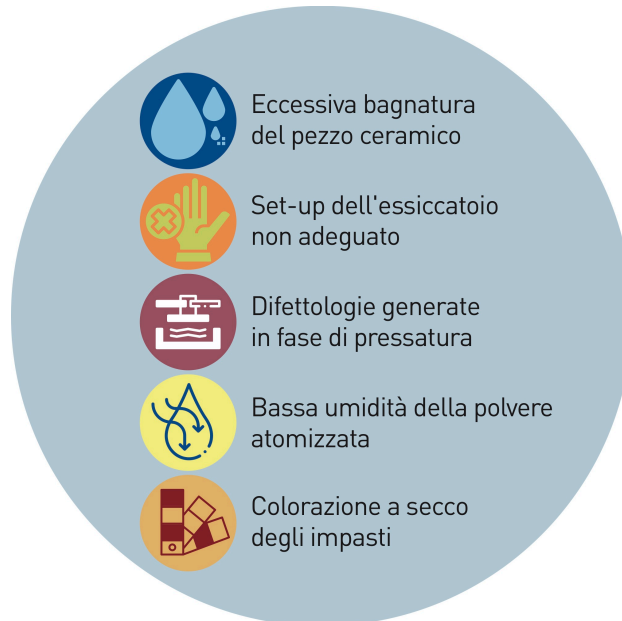 Eccessiva bagnatura
del pezzo ceramico
Set-up dell'essiccatoio
non adeguato
Difettologie generate
in fase di pressatura
Bassa umidità della polvere
atomizzata
Colorazione a secco
degli impasti